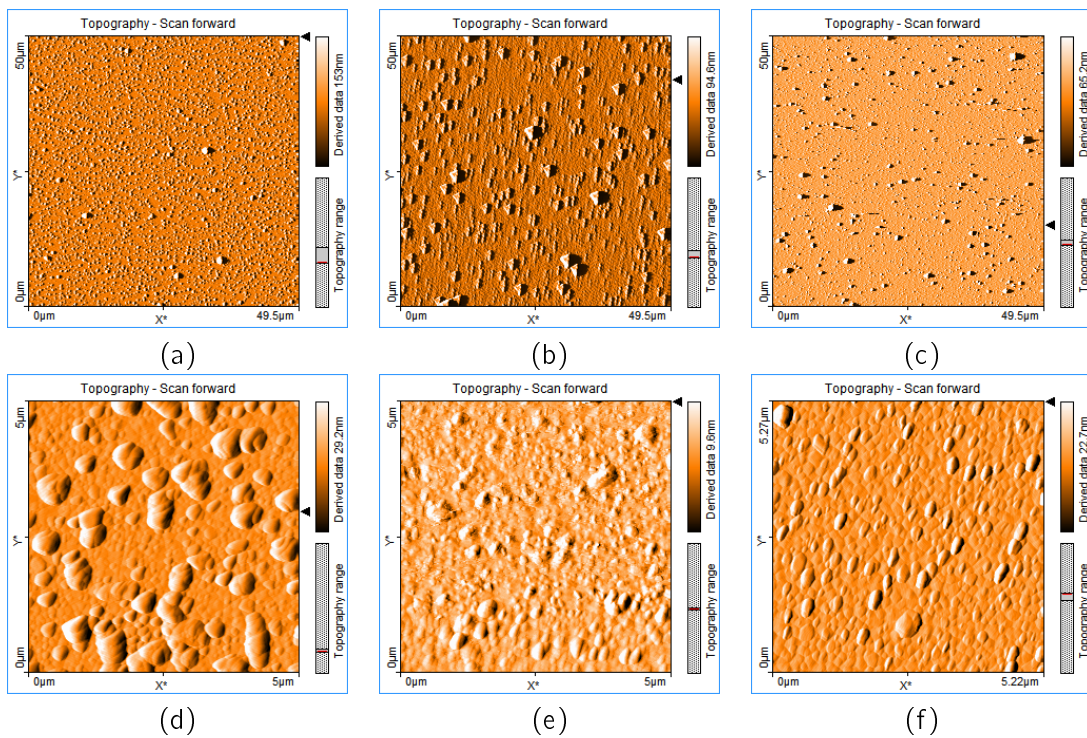 Topography - Scan forward
50µm
Y*
0µm
0µm
X*
49.5µm
Derived data 153nm
Topography range
(a)
Topography - Scan forward
50µm
Y*
0µm
0µm
X*
49.5µm
Derived data 94.6nm
Topography range
(b)
Topography - Scan forward
50µm
Y*
0µm
0µm
X*
49.5µm
Derived data 65.2nm
Topography range
(c)
Topography - Scan forward
5µm
Y*
0µm
0µm
X*
5µm
Derived data 29.2nm
Topography range
(d)
Topography - Scan forward
5µm
Y*
0µm
0µm
X*
5µm
Derived data 9.6nm
Topography range
(e)
Topography - Scan forward
5.27µm
Y*
0µm
0µm
X*
5.22µm
Derived data 22.7nm
Topography range
(f)